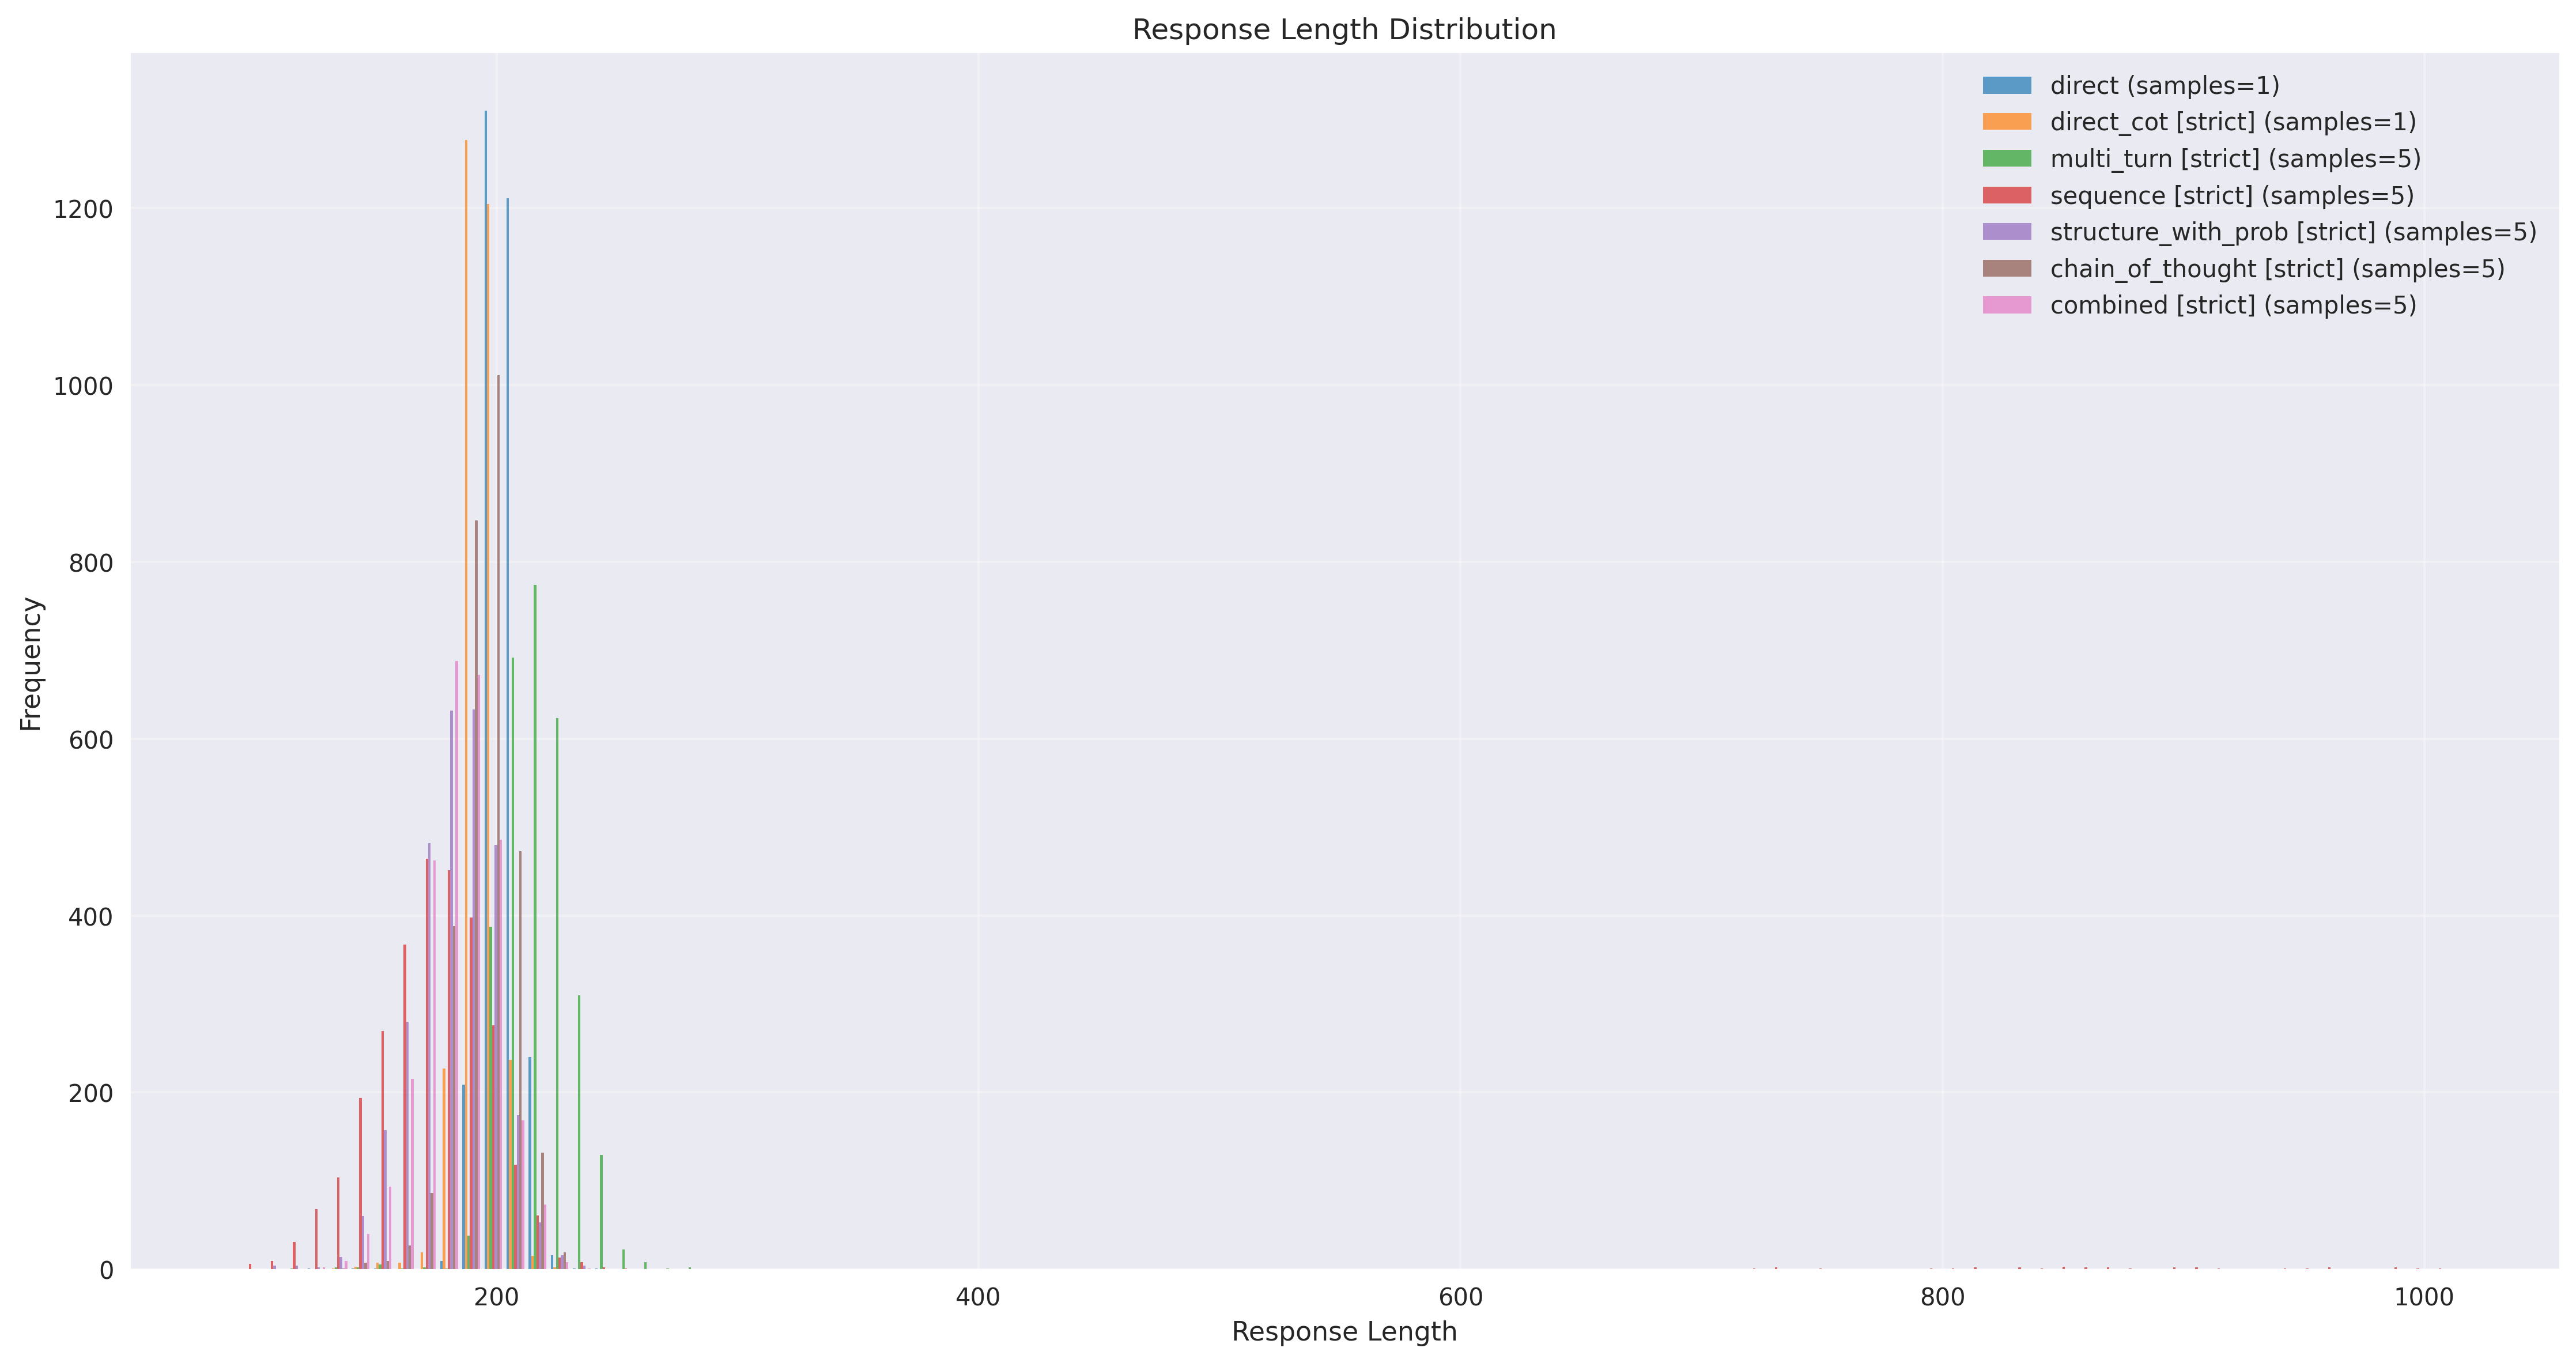 Response Length Distribution
direct (samples=1)
direct_cot [strict] (samples=1)
multi_turn [strict] (samples=5)
sequence [strict] (samples=5)
structure_with_prob [strict] (samples=5)
chain_of_thought [strict] (samples=5)
combined [strict] (samples=5)
1200
1000
800
600
400
200
0
Frequency
200
400
600
800
1000
Response Length